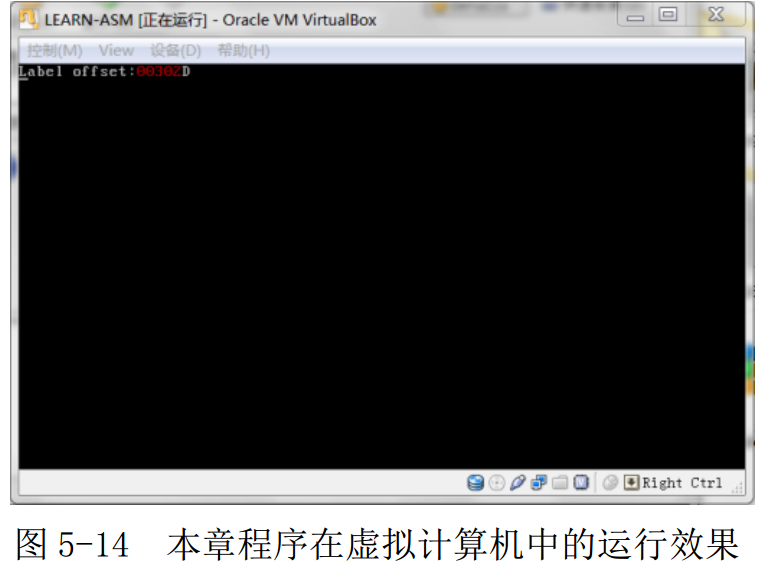 LEARN-ASM [正在运行] - Oracle VM VirtualBox
控制(M) View 设备(D) 帮助(H)
Label offset:00302D
Right Ctrl
图 5-14 本章程序在虚拟计算机中的运行效果